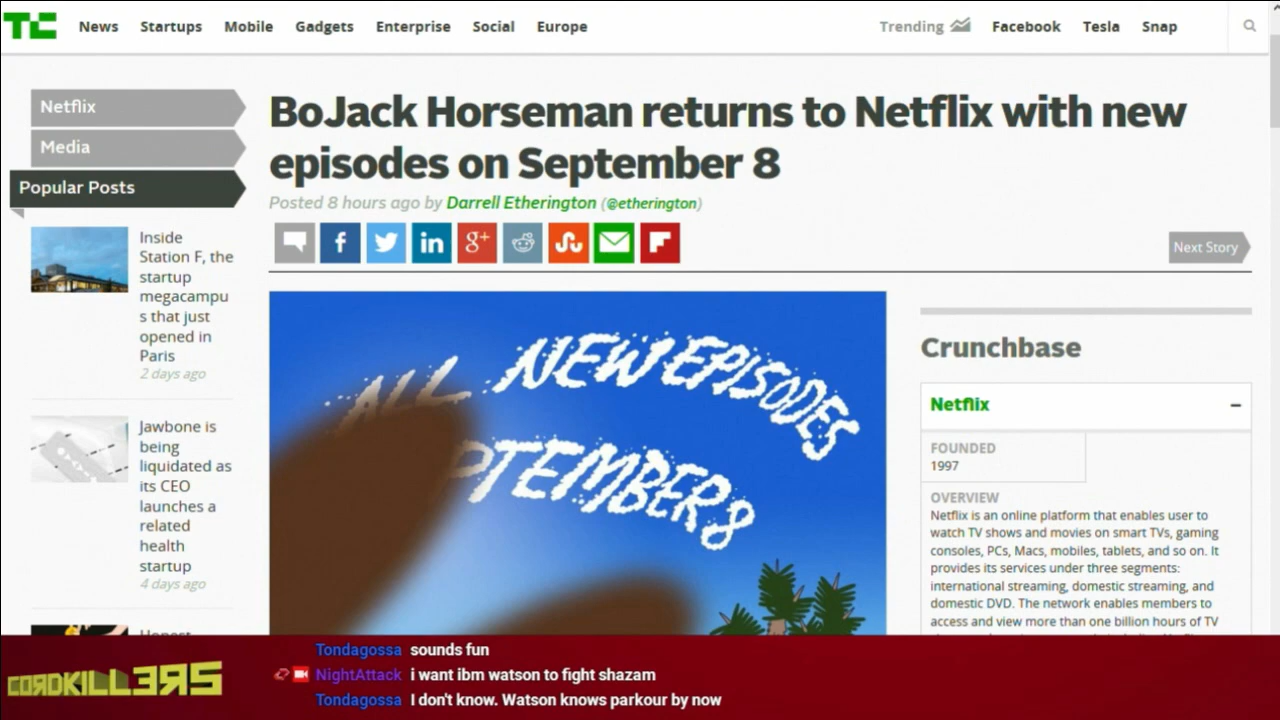 TC News Startups Mobile Gadgets Enterprise Social Europe Trending Facebook Tesla Snap
Netflix
Media
Popular Posts
Inside
Station F, the
startup
megacampu
s that just
opened in
Paris
2 days ago
Jawbone is
being
liquidated as
its CEO
launches a
related
health
startup
4 days ago
BoJack Horseman returns to Netflix with new
episodes on September 8
Posted 8 hours ago by Darrell Etherington (@etherington)
Next Story
ALL NEW EPISODES
PTEMBER 8
Crunchbase
Netflix –
FOUNDED
1997
OVERVIEW
Netflix is an online platform that enables user to
watch TV shows and movies on smart TVs, gaming
consoles, PCs, Macs, mobiles, tablets, and so on. It
provides its services under three segments:
international streaming, domestic streaming, and
domestic DVD. The network enables members to
access and view more than one billion hours of TV
CORDKILLERS
Tondagossa sounds fun
NightAttack i want ibm watson to fight shazam
Tondagossa I don't know. Watson knows parkour by now